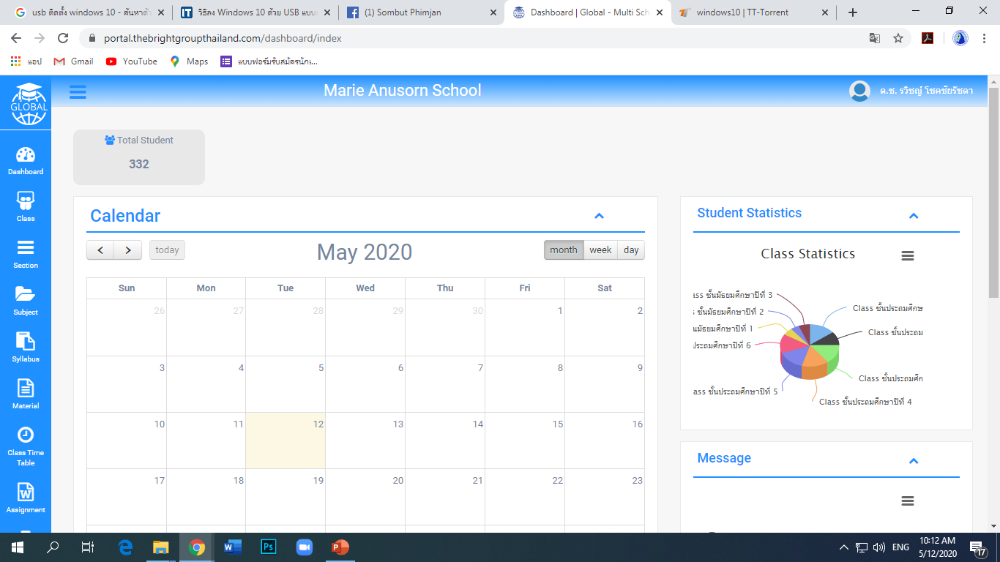 usb ติดตั้ง windows 10 - ค้นหาด้ว
วิธีลง Windows 10 ด้วย USB แบบ
(1) Sombut Phimjan
Dashboard | Global - Multi Sch
windows10 | TT-Torrent
portal.thebrightgroupthailand.com/dashboard/index
แอป
Gmail
YouTube
Maps
แบบฟอร์มรับสมัครนักเ...
GLOBAL
Marie Anusorn School
ด.ช. รวิชญ์ โชคชัยรัชดา
Dashboard
Class
Section
Subject
Syllabus
Material
Class Time
Table
Assignment
Total Student
332
Calendar
today
May 2020
month week day
Sun Mon Tue Wed Thu Fri Sat
26 27 28 29 30 1 2
3 4 5 6 7 8 9
10 11 12 13 14 15 16
17 18 19 20 21 22 23
Student Statistics
Class Statistics
ass ชั้นมัธยมศึกษาปีที่ 3
ชั้นมัธยมศึกษาปีที่ 2
นมัธยมศึกษาปีที่ 1
ประถมศึกษาปีที่ 6
ass ชั้นประถมศึกษาปีที่ 5
Class ชั้นประถมศึกษ
Class ชั้นประถม
Class ชั้นประถมศึก
Class ชั้นประถมศึกษาปีที่ 4
Message
W
Ps
P
ENG
10:12 AM
5/12/2020
17